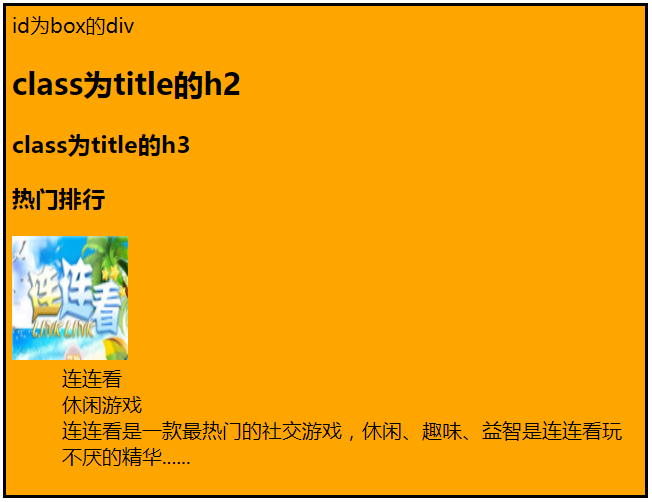 id为box的div
class为title的h2
class为title的h3
热门排行
连连看
LINK LINK
连连看
休闲游戏
连连看是一款最热门的社交游戏，休闲、趣味、益智是连连看玩
不厌的精华......